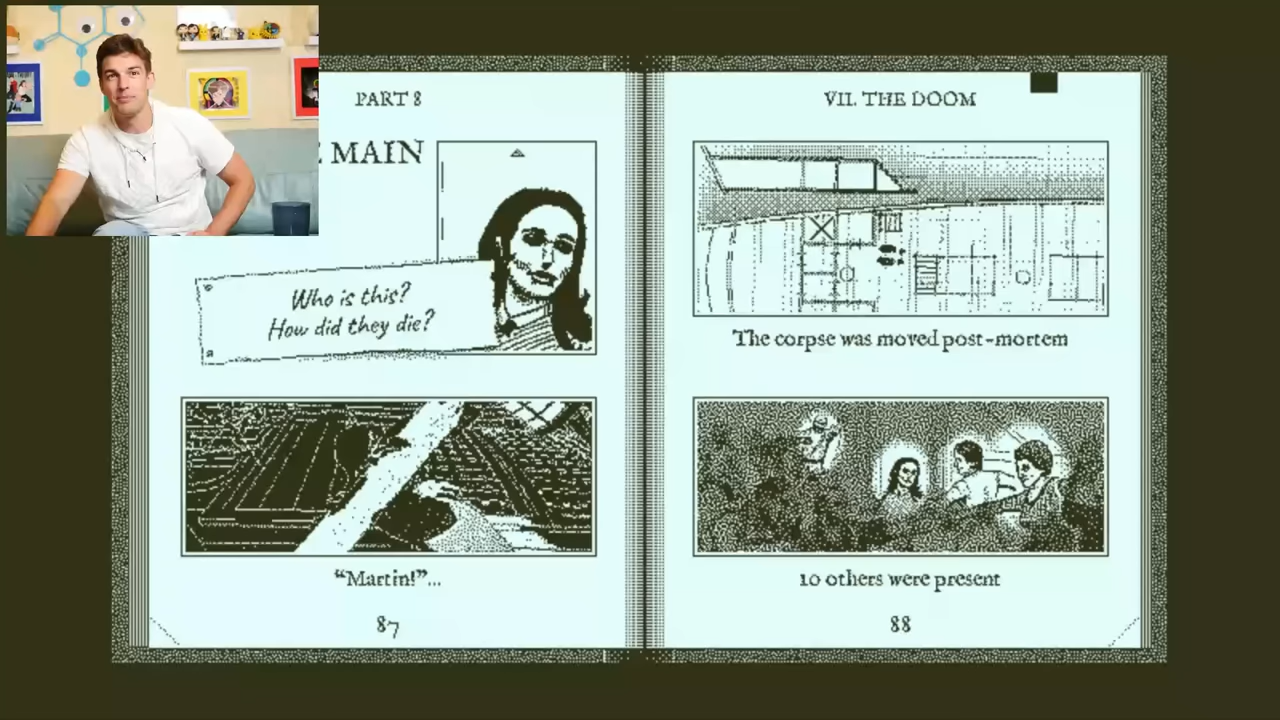 PART 8
MAIN
Who is this?
How did they die?
“Martin!”...
87
VII. THE DOOM
The corpse was moved post-mortem
10 others were present
88